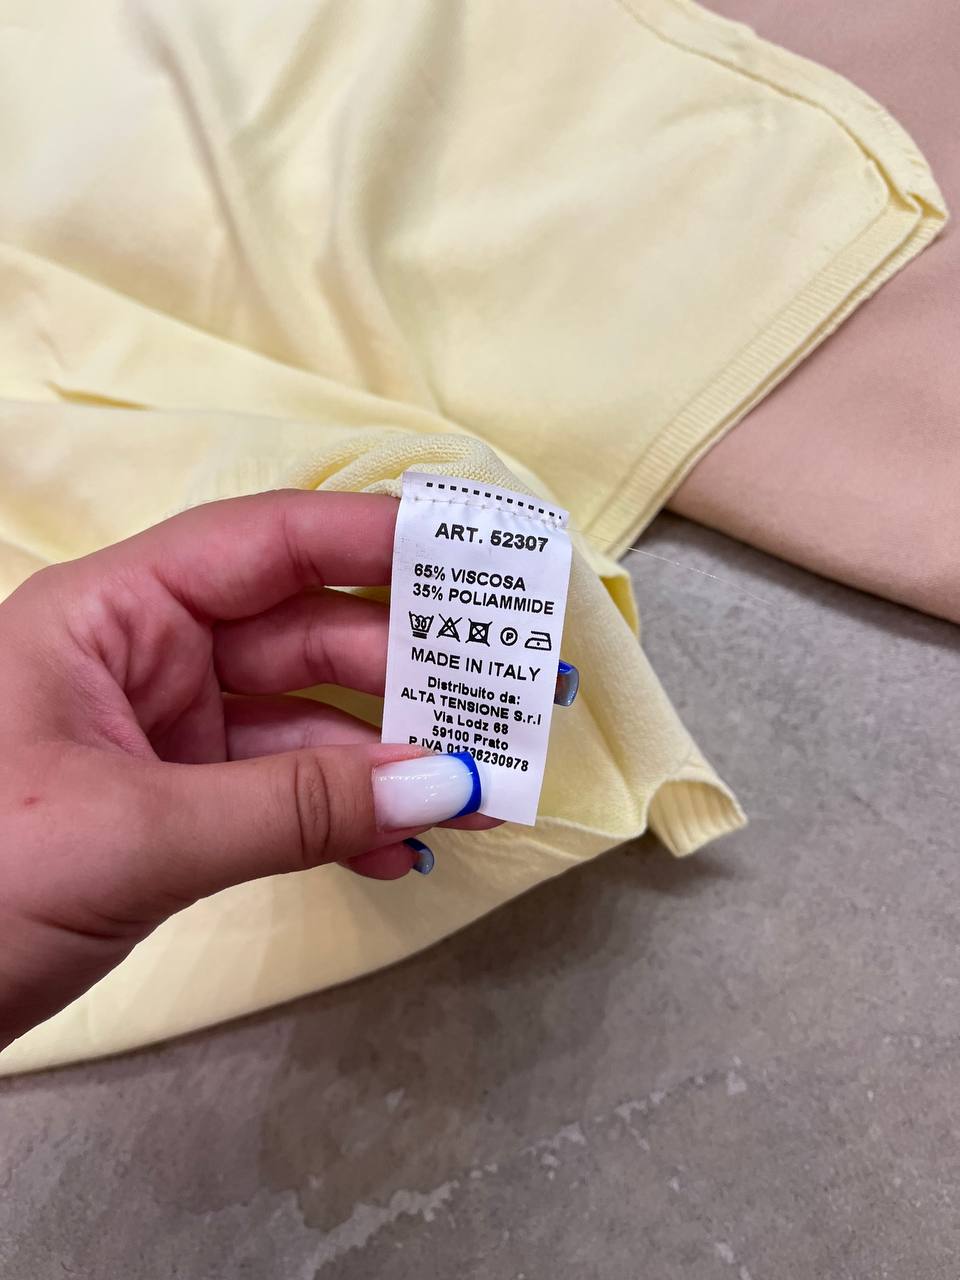 ART. 52307
65% VISCOSA
35% POLIAMMIDE
30 P
MADE IN ITALY
Distribuito da:
ALTA TENSIONE S.r.l
Via Lodz 68
59100 Prato
P.IVA 01736230978